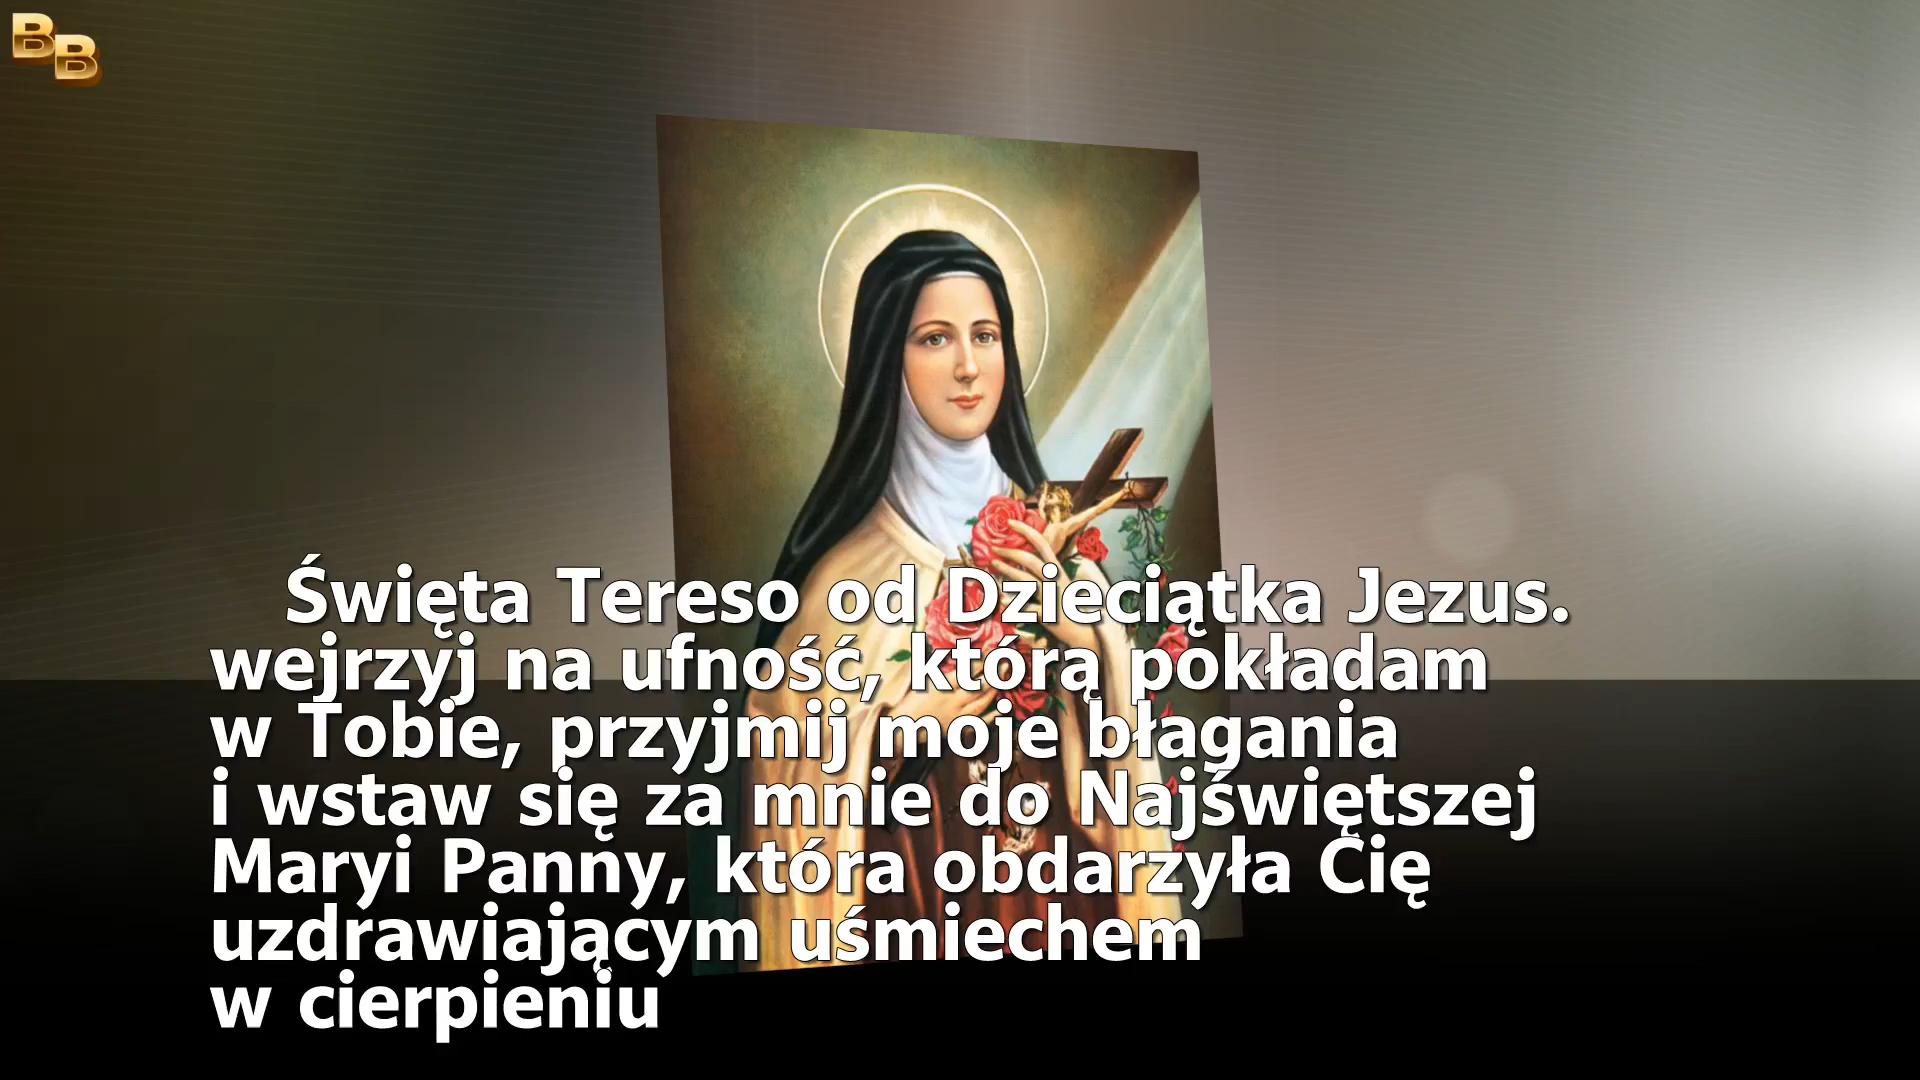 BB
Święta Tereso od Dzieciątka Jezus.
wejrzyj na ufność, którą pokładam
w Tobie, przyjmij moje błagania
i wstaw się za mnie do Najświętszej
Maryi Panny, która obdarzyła Cię
uzdrawiającym uśmiechem
w cierpieniu